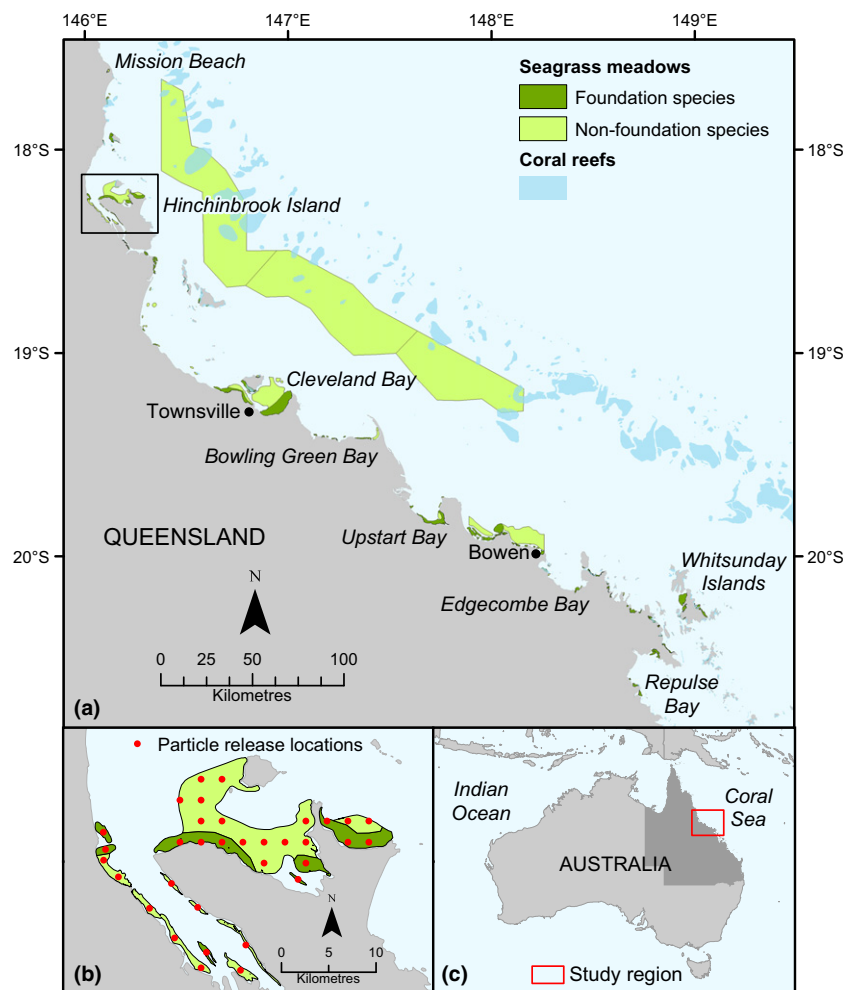 146°E 147°E 148°E 149°E
Mission Beach
Seagrass meadows
Foundation species
Non-foundation species
Coral reefs
18°S 18°S
Hinchinbrook Island
19°S 19°S
Cleveland Bay
Townsville
Bowling Green Bay
QUEENSLAND
Upstart Bay
20°S 20°S
Bowen
Whitsunday
Islands
Edgecombe Bay
N
0 25 50 100
Kilometres
Repulse
Bay
(a)
Particle release locations
N
0 5 10
Kilometres
(b)
Indian
Ocean
Coral
Sea
AUSTRALIA
Study region
(c)